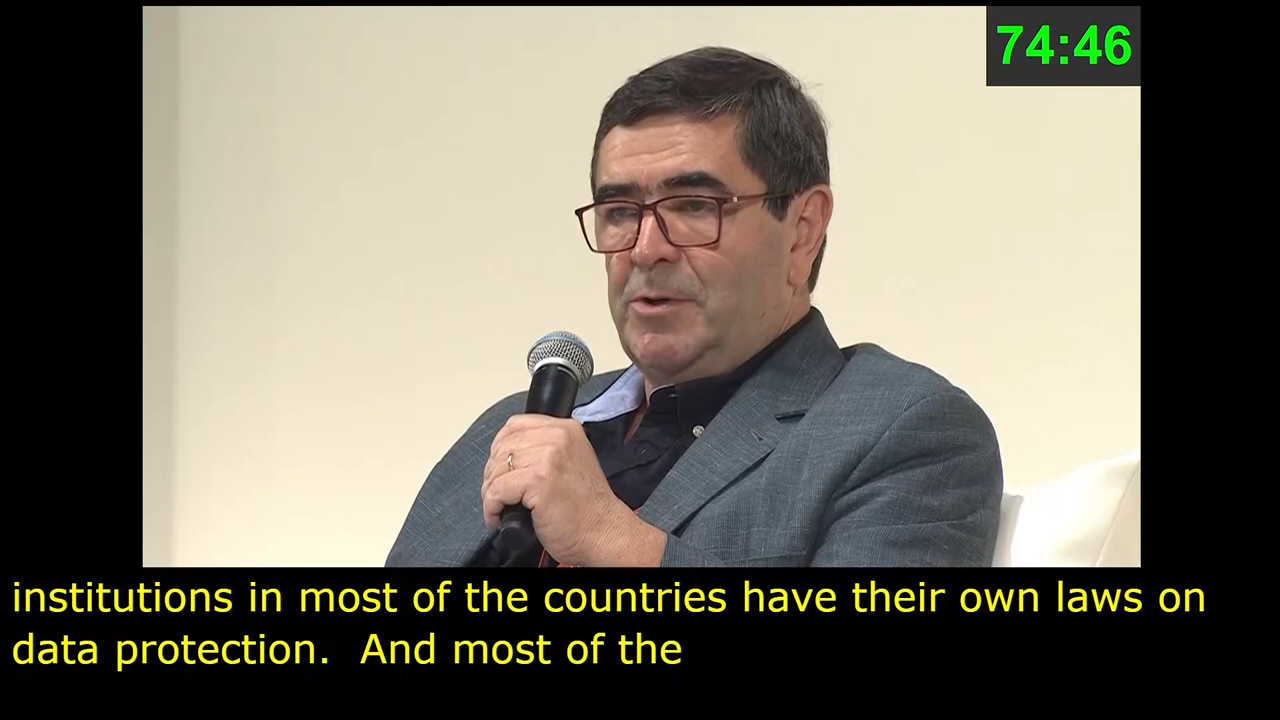 74:46
institutions in most of the countries have their own laws on
data protection.  And most of the